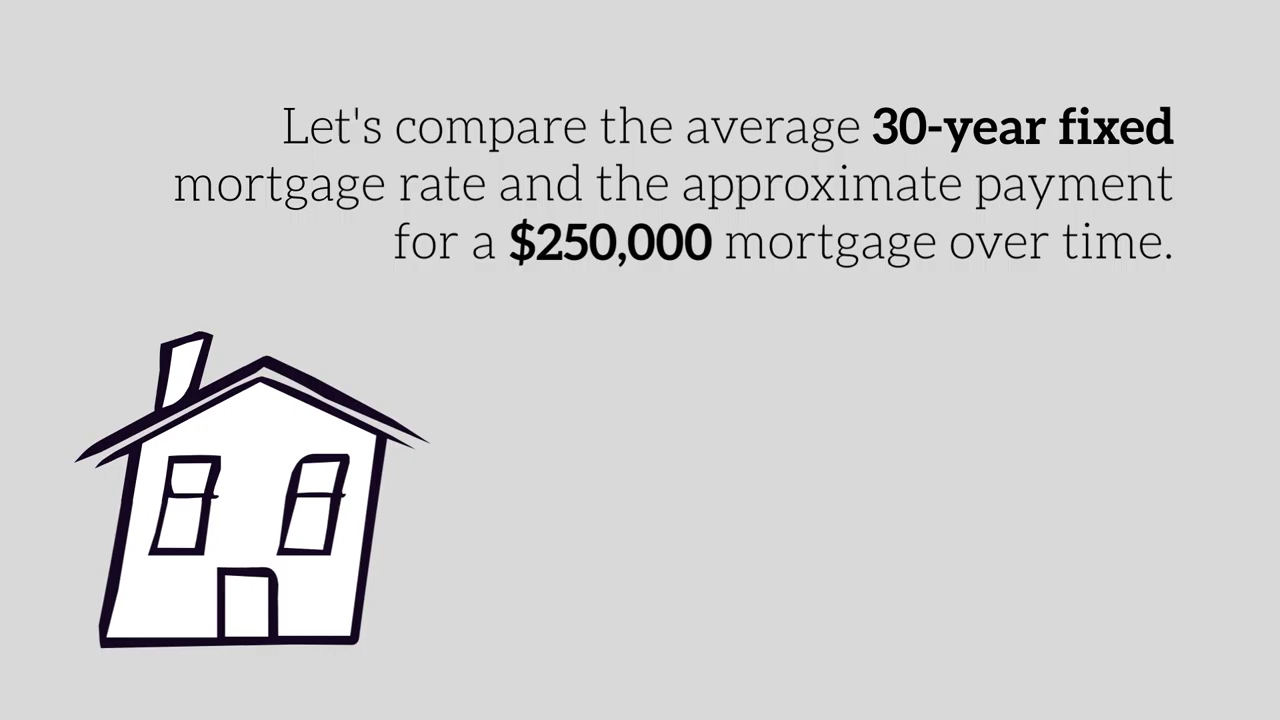 Let's compare the average 30-year fixed
mortgage rate and the approximate payment
for a $250,000 mortgage over time.